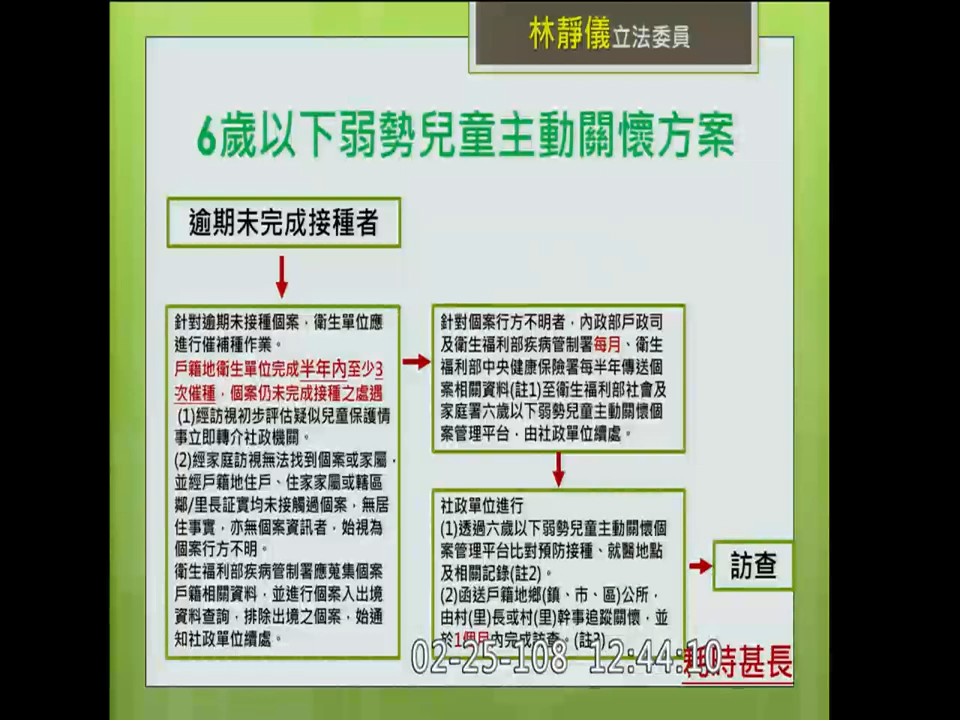 林靜儀立法委員
6歲以下弱勢兒童主動關懷方案
逾期未完成接種者
針對逾期未接種個案，衛生單位應
進行催補種作業。
戶籍地衛生單位完成半年內至少3
次催種，個案仍未完成接種之處遇
(1)經訪視初步評估疑似兒童保護情
事立即轉介社政機關。
(2)經家庭訪視無法找到個案或家屬，
並經戶籍地住戶、住家家屬或轄區
鄰/里長証實均未接觸過個案，無居
住事實，亦無個案資訊者，始視為
個案行方不明。
衛生福利部疾病管制署應蒐集個案
戶籍相關資料，並進行個案入出境
資料查詢，排除出境之個案，始通
知社政單位續處。
針對個案行方不明者，內政部戶政司
及衛生福利部疾病管制署每月、衛生
福利部中央健康保險署每半年傳送個
案相關資料(註1)至衛生福利部社會及
家庭署六歲以下弱勢兒童主動關懷個
案管理平台，由社政單位續處。
社政單位進行
(1)透過六歲以下弱勢兒童主動關懷個
案管理平台比對預防接種、就醫地點
及相關記錄(註2)。
(2)函送戶籍地鄉(鎮、市、區)公所，
由村(里)長或村(里)幹事追蹤關懷，並
於1個月內完成訪查。(註3)
訪查
耗時甚長
02-25-108 12:44:10